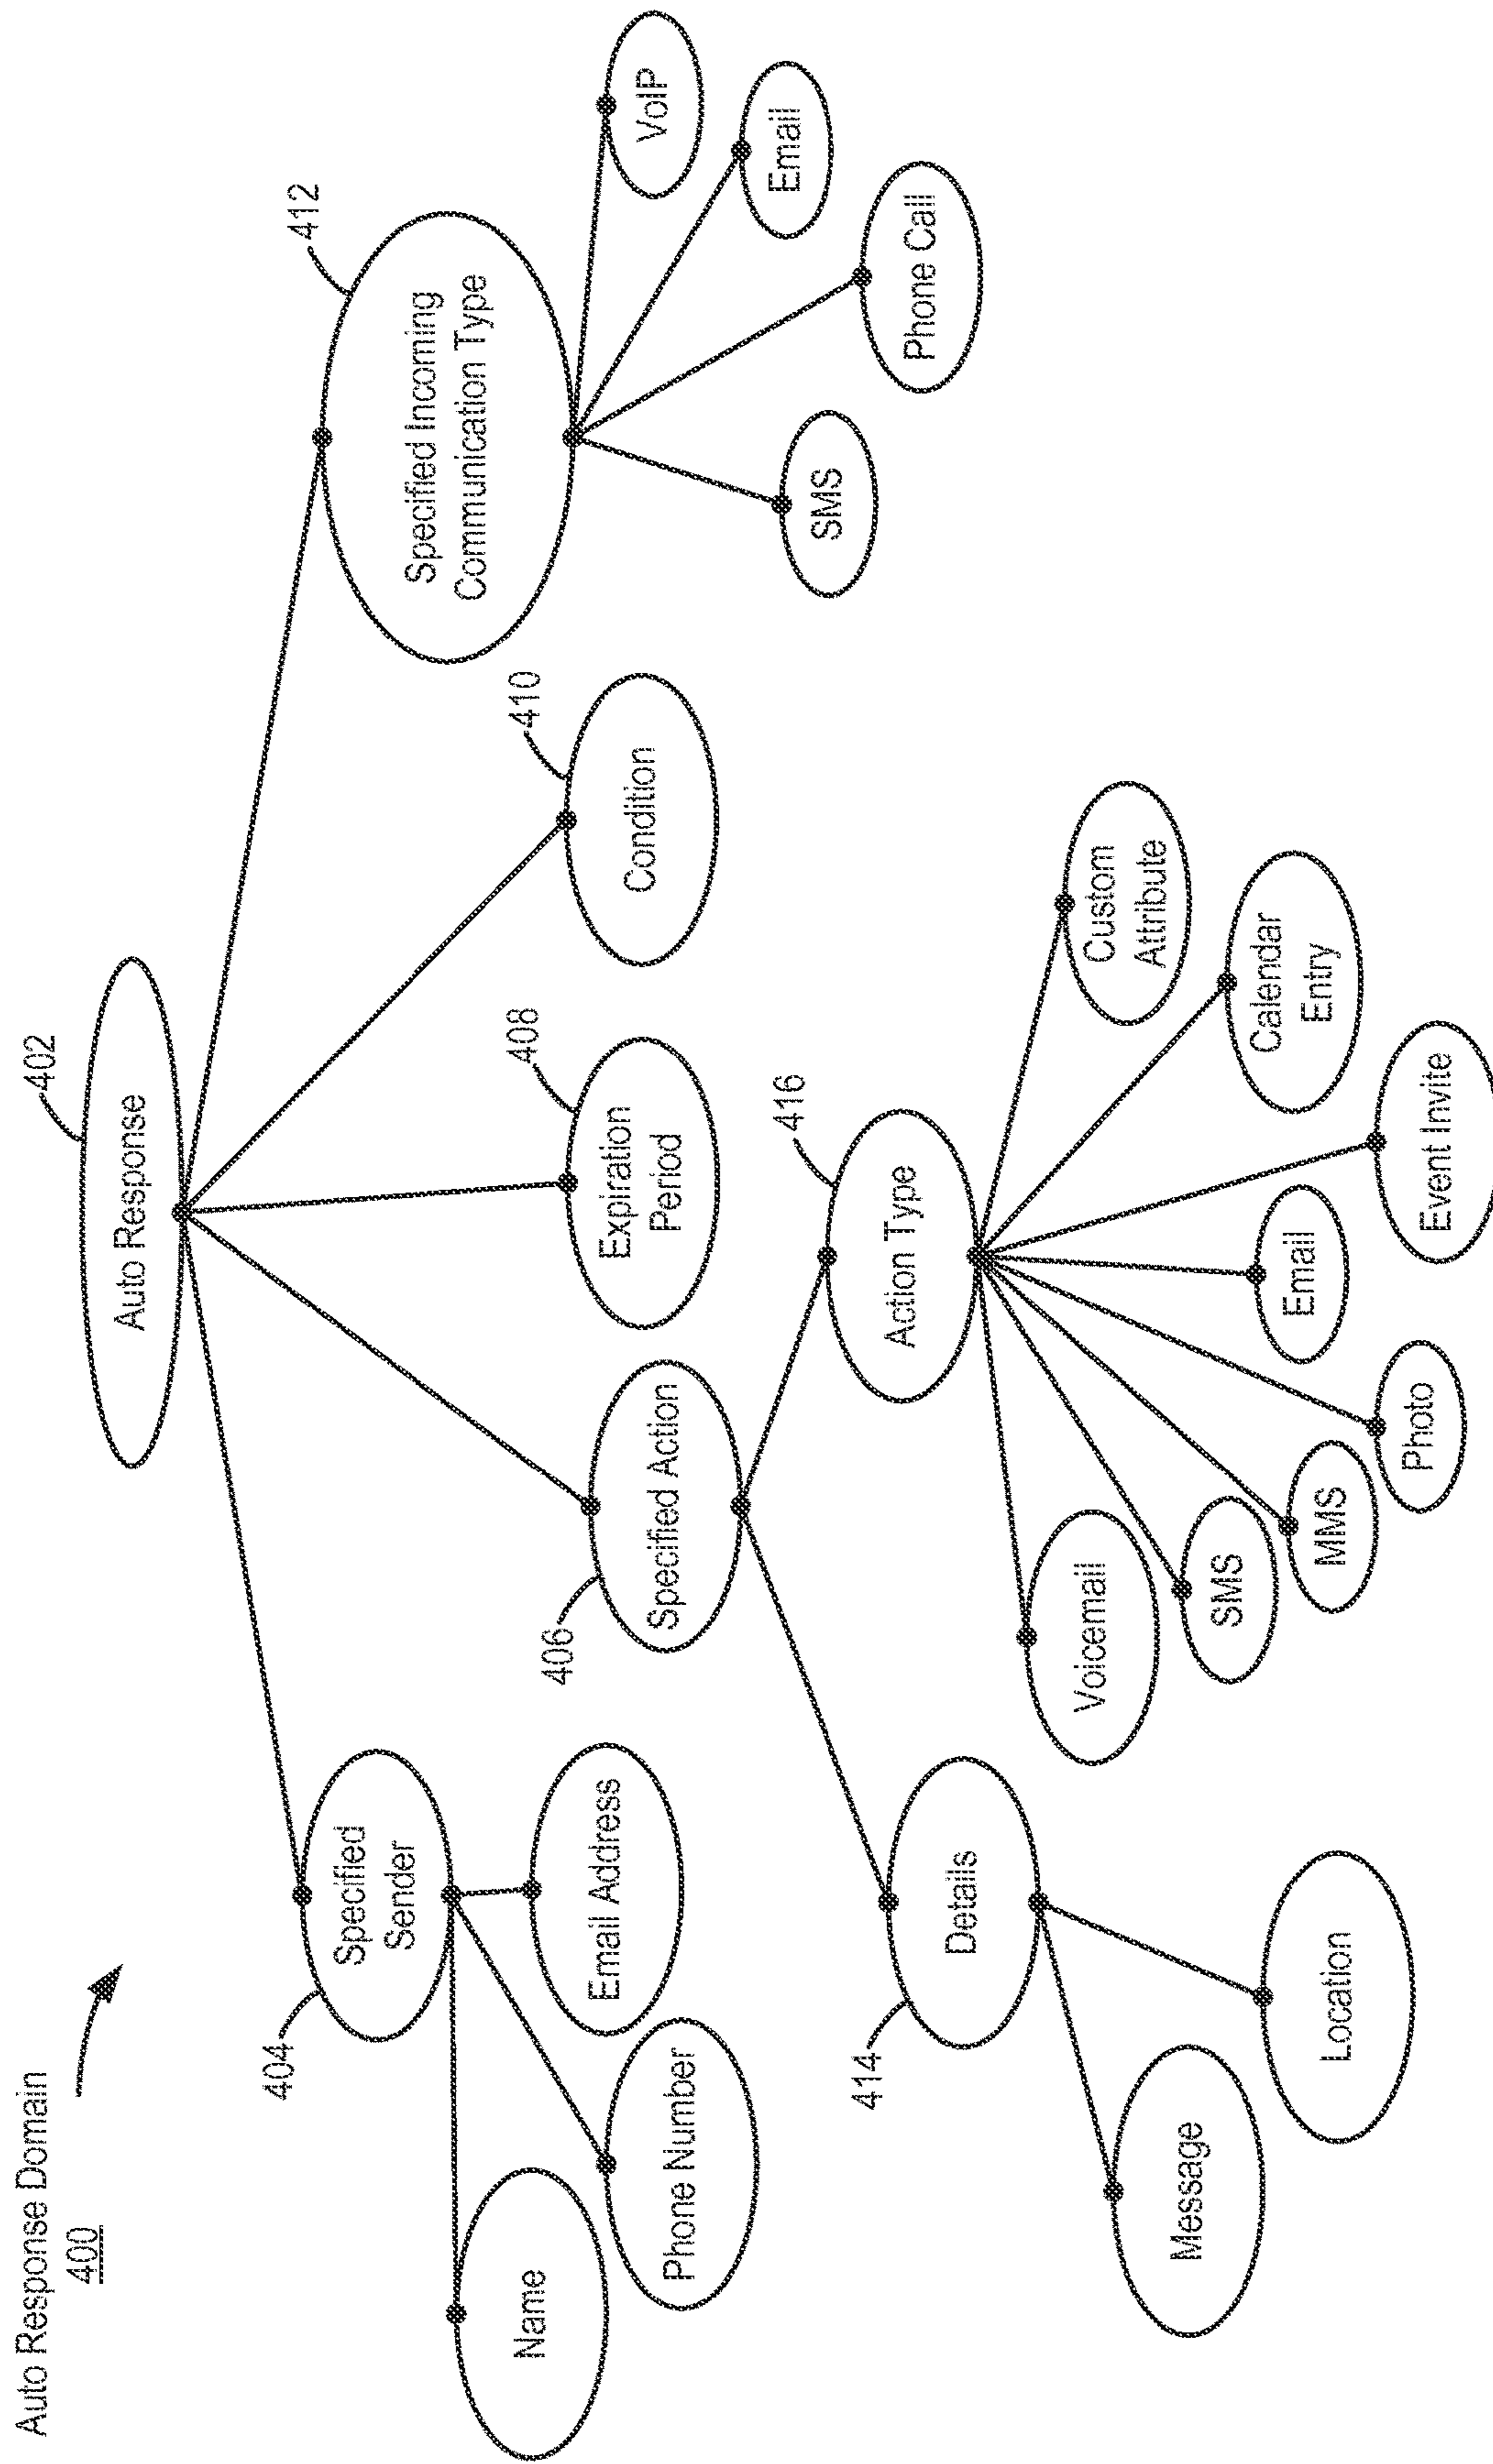 Auto Response Domain
400
402
Auto Response
404
Specified
Sender
Name
Phone Number
Email Address
406
Specified Action
408
Expiration
Period
410
Condition
412
Specified Incoming
Communication Type
SMS
Phone Call
Email
VoIP
414
Details
Message
Location
416
Action Type
Voicemail
SMS
MMS
Photo
Email
Event Invite
Calendar
Entry
Custom
Attribute